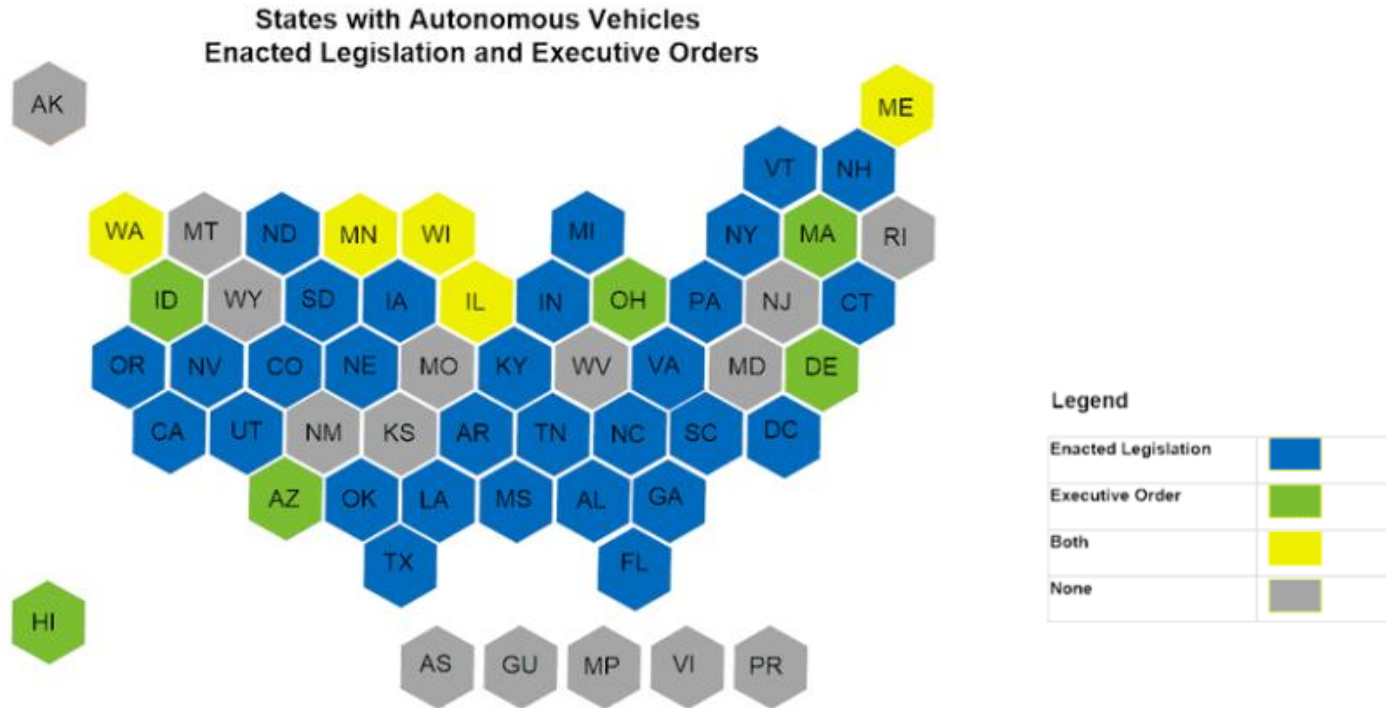 States with Autonomous Vehicles
Enacted Legislation and Executive Orders
AK
ME
VT NH
WA MT ND MN WI MI NY MA RI
ID WY SD IA IL IN OH PA NJ CT
OR NV CO NE MO KY WV VA MD DE
CA UT NM KS AR TN NC SC DC
AZ OK LA MS AL GA
TX FL
HI
AS GU MP VI PR
Legend
Enacted Legislation
Executive Order
Both
None